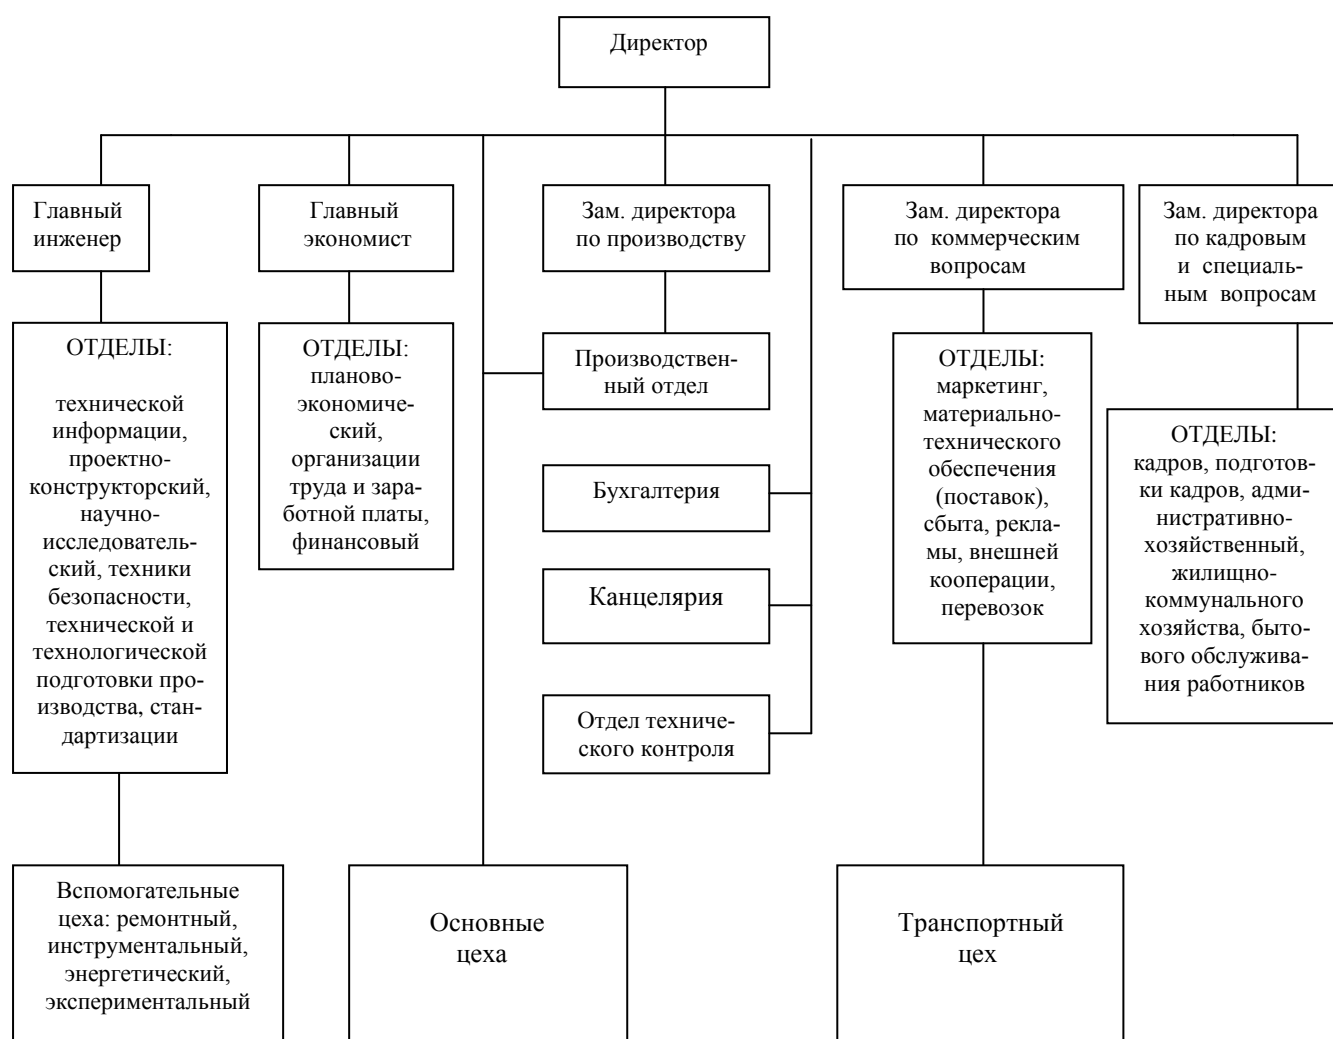 Директор
Главный
инженер
Главный
экономист
Зам. директора
по производству
Зам. директора
по коммерческим
вопросам
Зам. директора
по кадровым
и специаль-
ным вопросам
ОТДЕЛЫ:
технической
информации,
проектно-
конструкторский,
научно-
исследователь-
ский, техники
безопасности,
технической и
технологической
подготовки про-
изводства, стан-
дартизации
ОТДЕЛЫ:
планово-
экономиче-
ский,
организации
труда и зара-
ботной платы,
финансовый
Производствен-
ный отдел
Бухгалтерия
Канцелярия
Отдел техниче-
ского контроля
ОТДЕЛЫ:
маркетинг,
материально-
технического
обеспечения
(поставок),
сбыта, рекла-
мы, внешней
кооперации,
перевозок
ОТДЕЛЫ:
кадров, подготов-
ки кадров, адми-
нистративно-
хозяйственный,
жилищно-
коммунального
хозяйства, быто-
вого обслужива-
ния работников
Вспомогательные
цеха: ремонтный,
инструментальный,
энергетический,
экспериментальный
Основные
цеха
Транспортный
цех